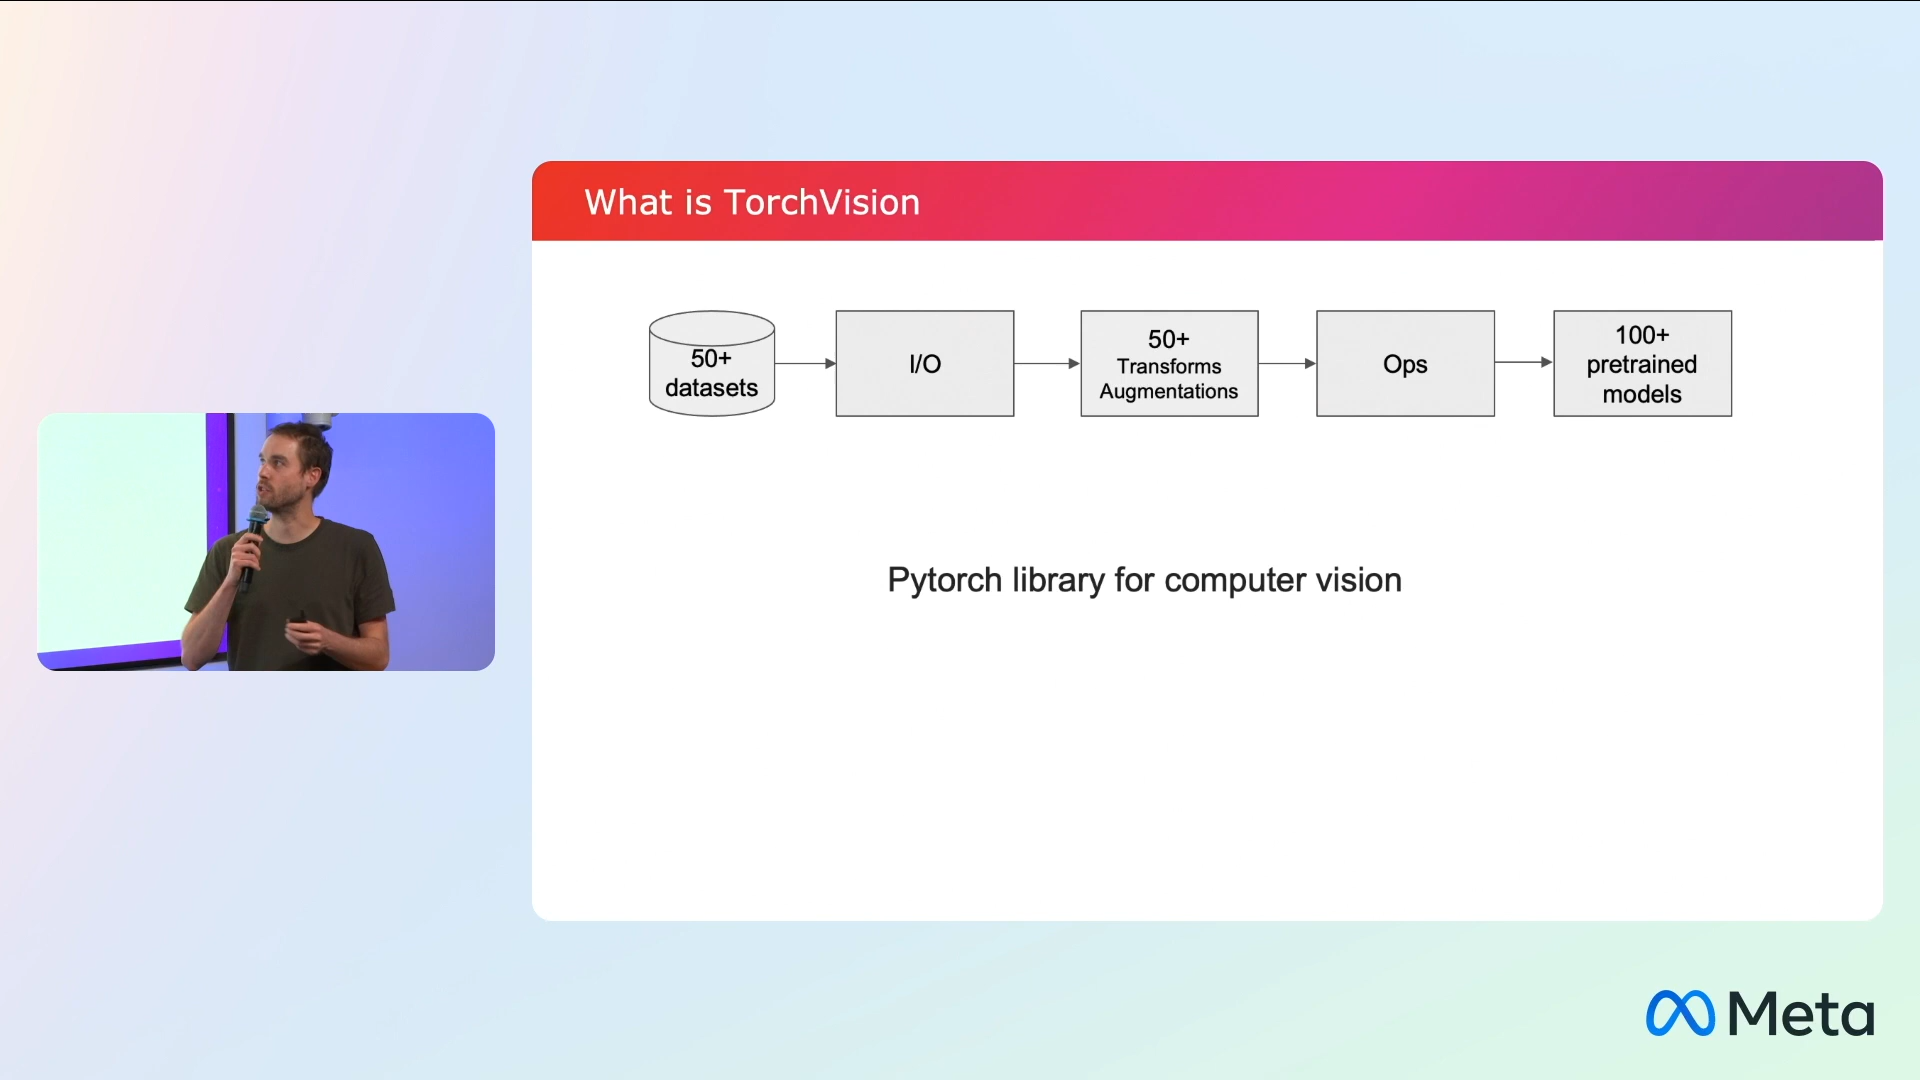 What is TorchVision
50+
datasets
I/O
50+
Transforms
Augmentations
Ops
100+
pretrained
models
Pytorch library for computer vision
Meta